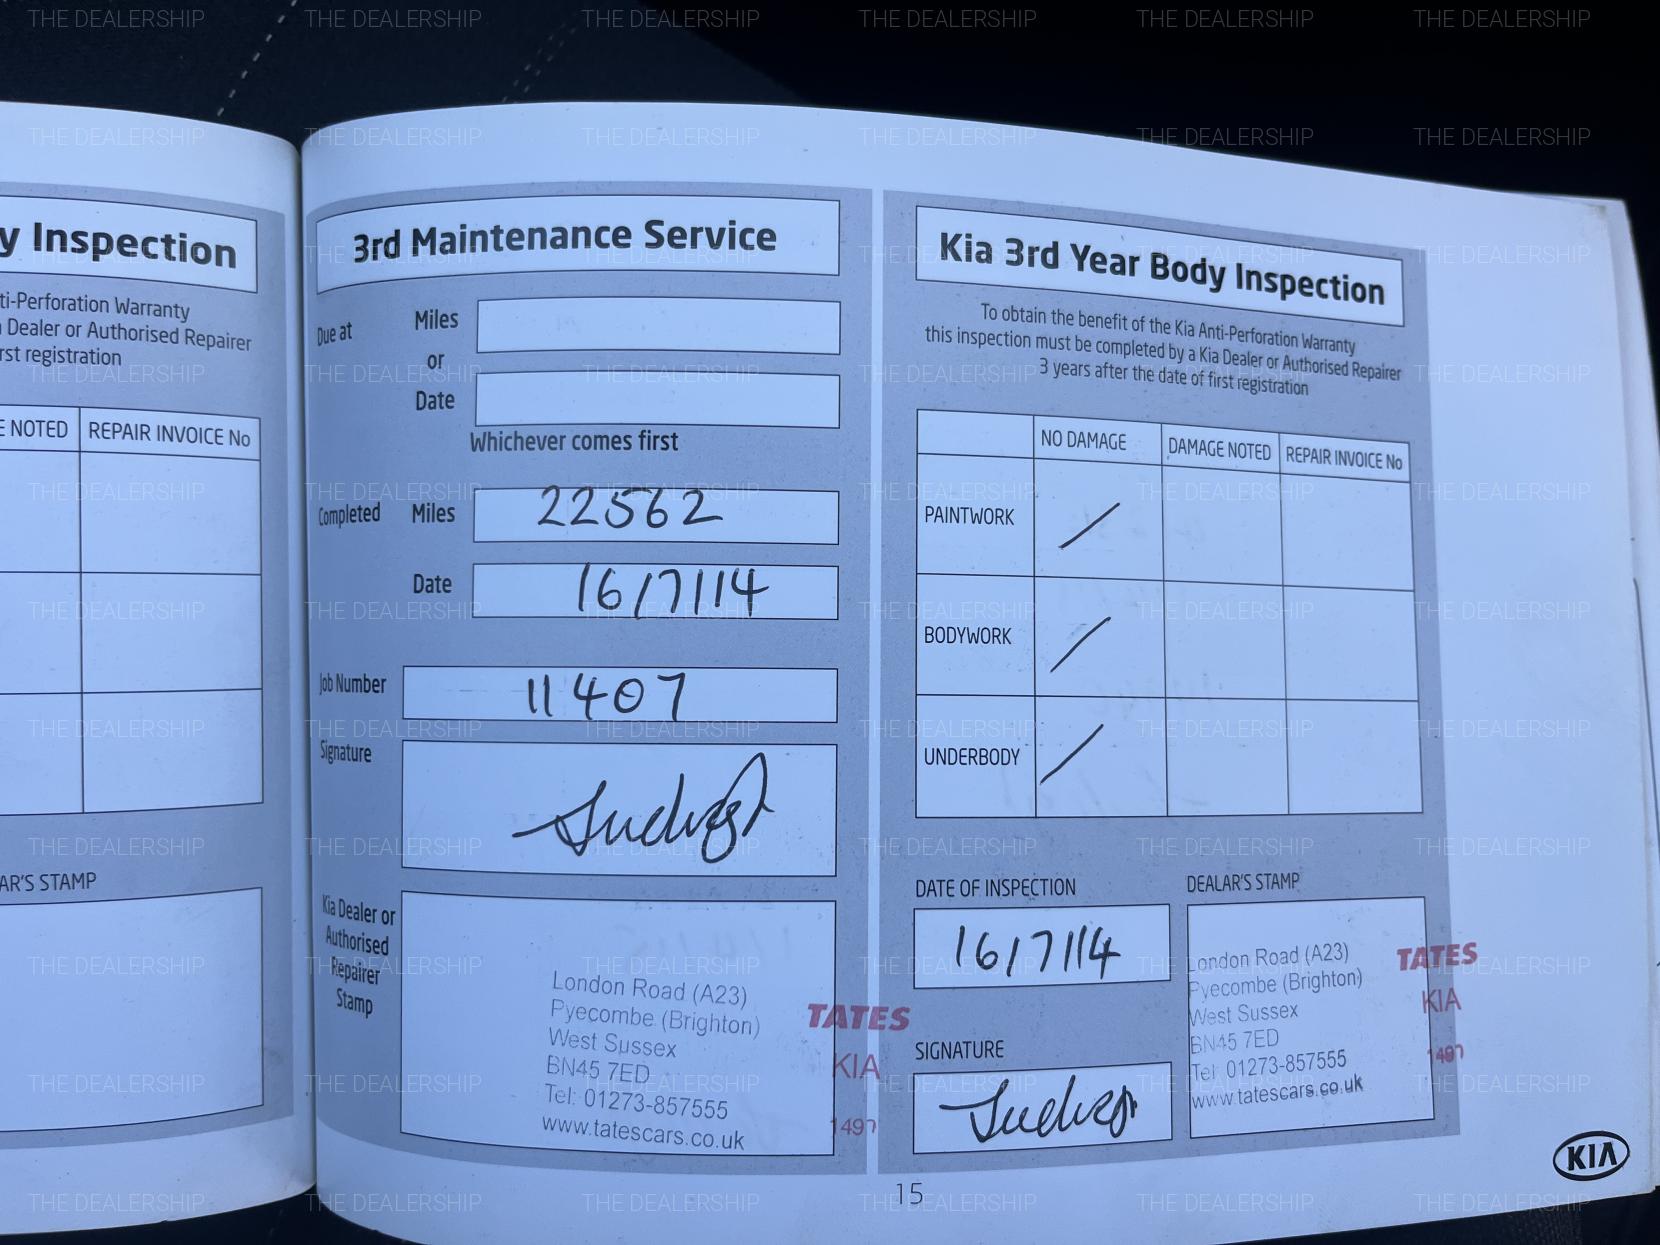 y Inspection
ti-Perforation Warranty
Dealer or Authorised Repairer
rst registration
E NOTED
REPAIR INVOICE No
AR'S STAMP
3rd Maintenance Service
Due at
Miles
or
Date
Whichever comes first
Completed
Miles
22562
Date
16/7/14
Job Number
11407
Signature
Kia Dealer or
Authorised
Repairer
Stamp
London Road (A23)
Pyecombe (Brighton)
West Sussex
BN45 7ED
Tel: 01273-857555
www.tatescars.co.uk
TATES
KIA
1497
Kia 3rd Year Body Inspection
To obtain the benefit of the Kia Anti-Perforation Warranty
this inspection must be completed by a Kia Dealer or Authorised Repairer
3 years after the date of first registration
NO DAMAGE
DAMAGE NOTED
REPAIR INVOICE No
PAINTWORK
BODYWORK
UNDERBODY
DATE OF INSPECTION
16/7/14
SIGNATURE
DEALAR'S STAMP
London Road (A23)
Pyecombe (Brighton)
West Sussex
BN45 7ED
Tel: 01273-857555
www.tatescars.co.uk
TATES
KIA
1497
15
KIA
THE DEALERSHIP